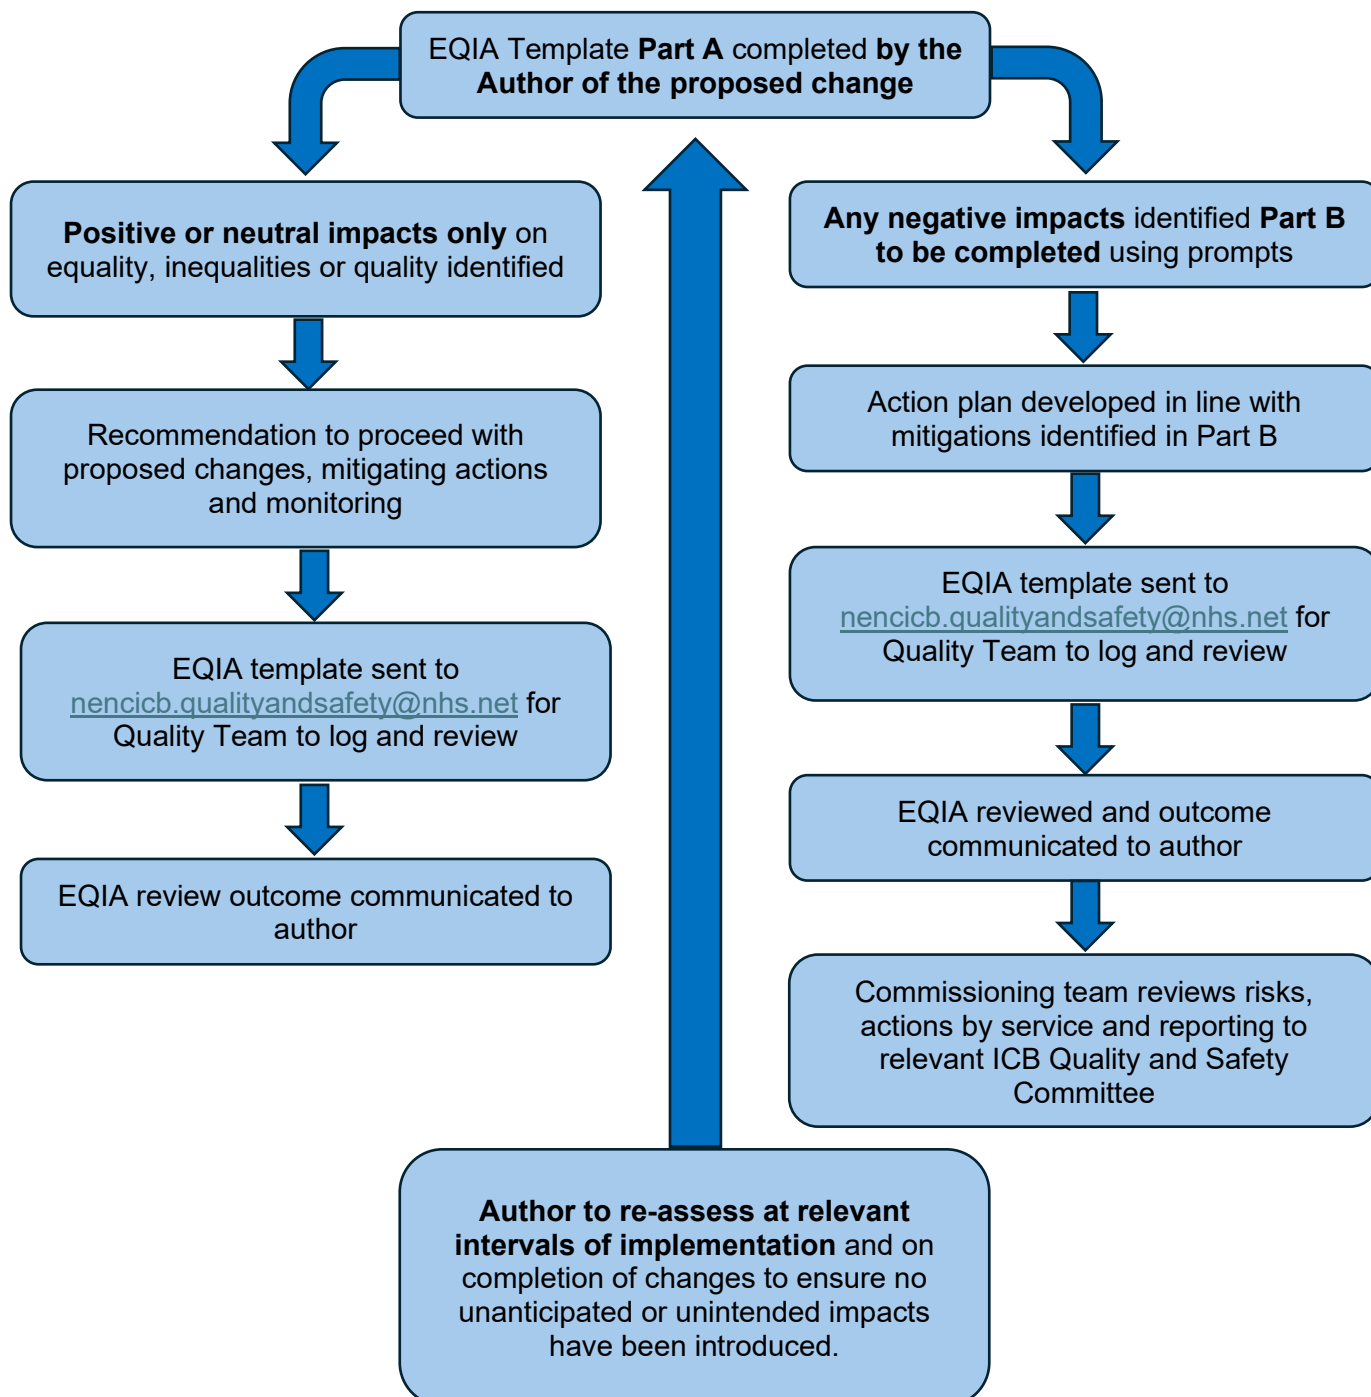 EQIA Template Part A completed by the
Author of the proposed change
Positive or neutral impacts only on
equality, inequalities or quality identified
Recommendation to proceed with
proposed changes, mitigating actions
and monitoring
EQIA template sent to
nencicb.qualityandsafety@nhs.net for
Quality Team to log and review
EQIA review outcome communicated to
author
Any negative impacts identified Part B
to be completed using prompts
Action plan developed in line with
mitigations identified in Part B
EQIA template sent to
nencicb.qualityandsafety@nhs.net for
Quality Team to log and review
EQIA reviewed and outcome
communicated to author
Commissioning team reviews risks,
actions by service and reporting to
relevant ICB Quality and Safety
Committee
Author to re-assess at relevant
intervals of implementation and on
completion of changes to ensure no
unanticipated or unintended impacts
have been introduced.